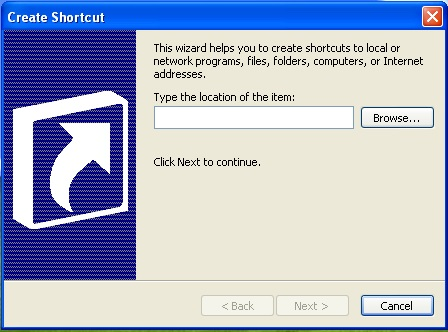 Create Shortcut
This wizard helps you to create shortcuts to local or
network programs, files, folders, computers, or Internet
addresses.
Type the location of the item:
Browse...
Click Next to continue.
< Back
Next >
Cancel